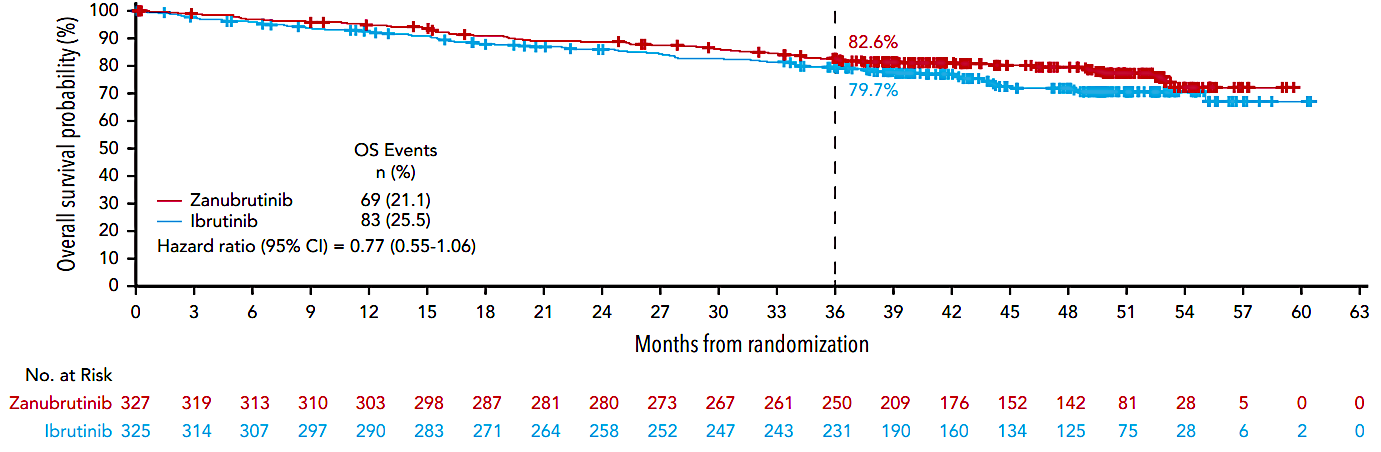 Overall survival probability (%)
100
90
80
70
60
50
40
30
20
10
0
82.6%
79.7%
OS Events
n (%)
Zanubrutinib 69 (21.1)
Ibrutinib 83 (25.5)
Hazard ratio (95% CI) = 0.77 (0.55-1.06)
0 3 6 9 12 15 18 21 24 27 30 33 36 39 42 45 48 51 54 57 60 63
Months from randomization
No. at Risk
Zanubrutinib 327 319 313 310 303 298 287 281 280 273 267 261 250 209 176 152 142 81 28 5 0 0
Ibrutinib 325 314 307 297 290 283 271 264 258 252 247 243 231 190 160 134 125 75 28 6 2 0